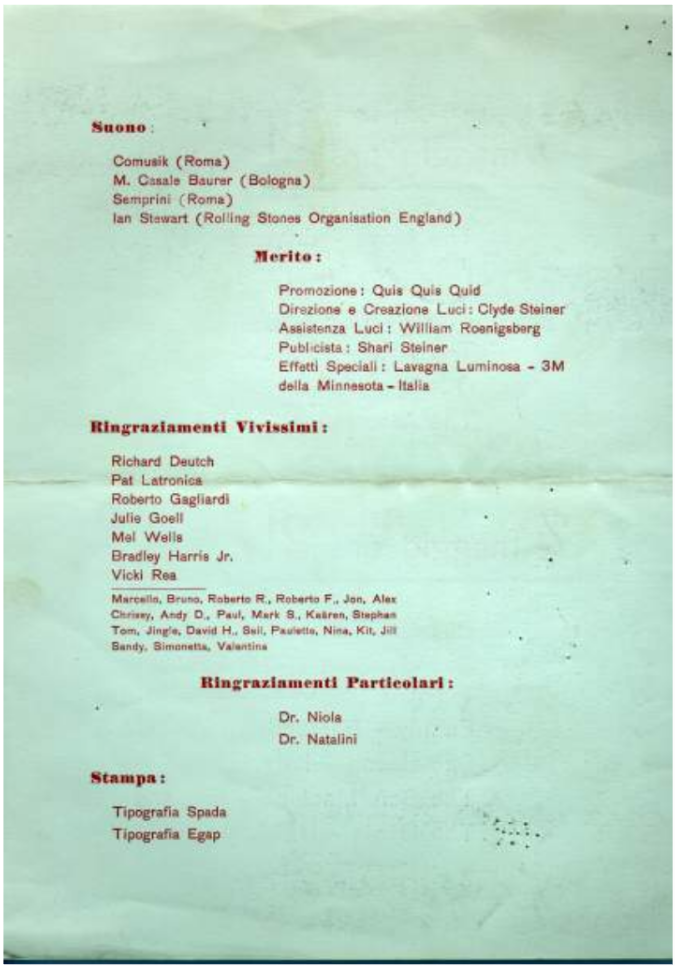 Suono:
Comusik (Roma)
M. Casale Baurer (Bologna)
Semprini (Roma)
Ian Stewart (Rolling Stones Organisation England)
Merito:
Promozione: Quis Quis Quid
Direzione e Creazione Luci: Clyde Steiner
Assistenza Luci: William Roenigsberg
Publicista: Shari Steiner
Effetti Speciali: Lavagna Luminosa - 3M
della Minnesota - Italia
Ringraziamenti Vivissimi:
Richard Deutch
Pat Latronica
Roberto Gagliardi
Julie Goell
Mel Wells
Bradley Harris Jr.
Vicki Rea
Marcello, Bruno, Roberto R., Roberto F., Jon, Alex
Chrissy, Andy D., Paul, Mark S., Kaåren, Stephan
Tom, Jingle, David H., Paulette, Nina, Kit, Jill
Sandy, Simonetta, Valentina
Ringraziamenti Particolari:
Dr. Niola
Dr. Natalini
Stampa:
Tipografia Spada
Tipografia Egap